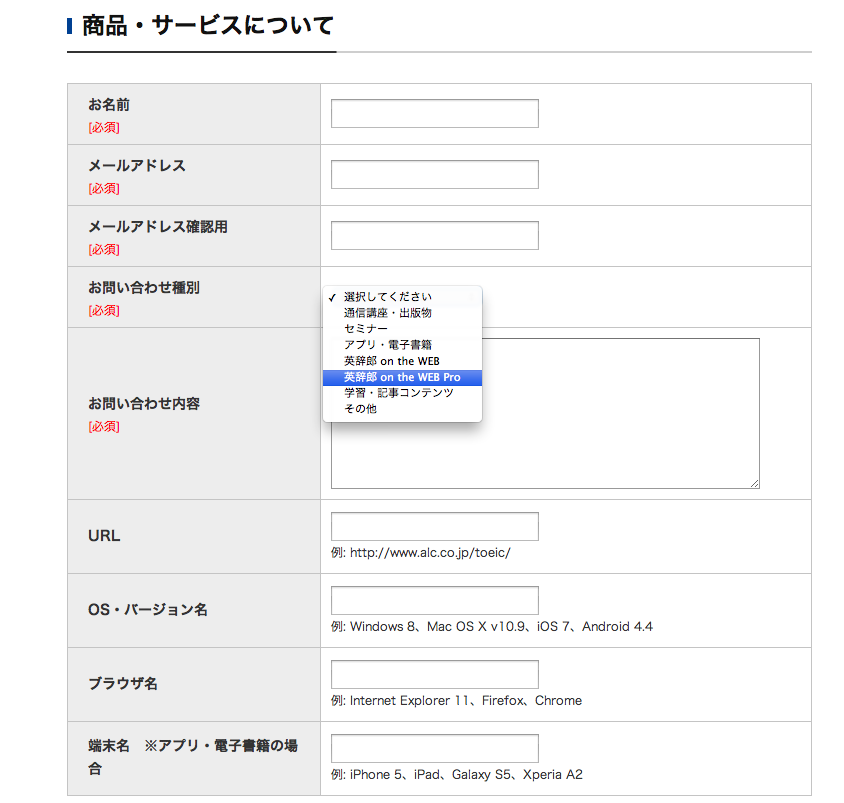 商品・サービスについて
お名前
[必須]
メールアドレス
[必須]
メールアドレス確認用
[必須]
お問い合わせ種別
[必須]
✓ 選択してください
通信講座・出版物
セミナー
アプリ・電子書籍
英辞郎 on the WEB
英辞郎 on the WEB Pro
学習・記事コンテンツ
その他
お問い合わせ内容
[必須]
URL
例: http://www.alc.co.jp/toeic/
OS・バージョン名
例: Windows 8、Mac OS X v10.9、iOS 7、Android 4.4
ブラウザ名
例: Internet Explorer 11、Firefox、Chrome
端末名　※アプリ・電子書籍の場
合
例: iPhone 5、iPad、Galaxy S5、Xperia A2